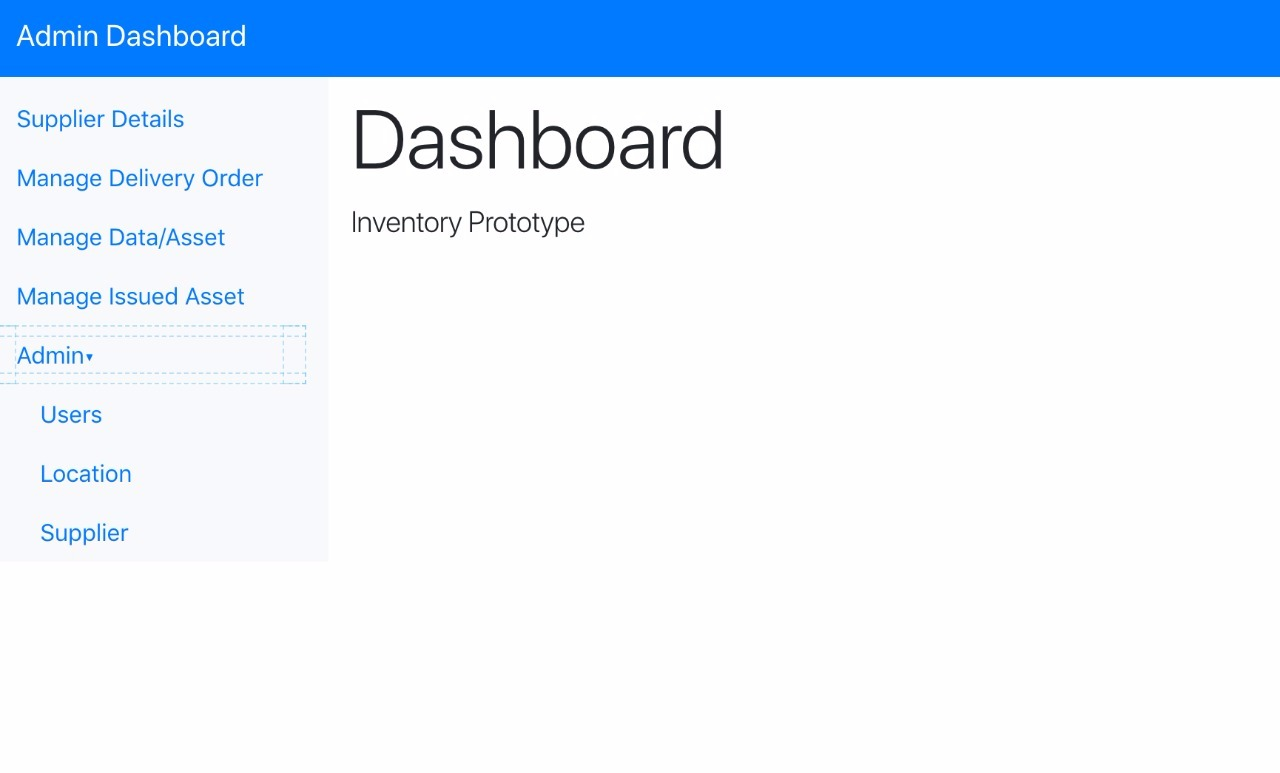 Admin Dashboard
Supplier Details
Manage Delivery Order
Manage Data/Asset
Manage Issued Asset
Admin▾
Users
Location
Supplier
Dashboard
Inventory Prototype